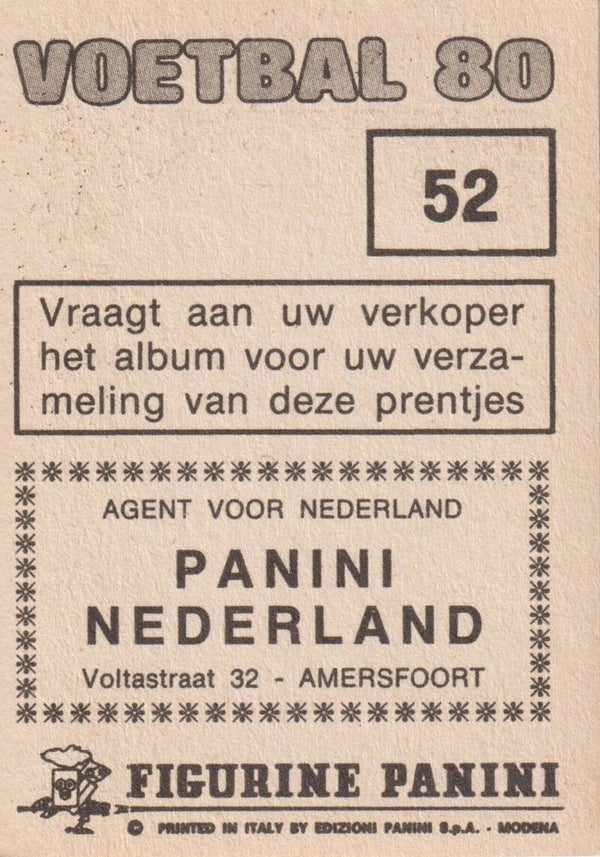 VOETBAL 80
52
Vraagt aan uw verkoper
het album voor uw verza-
meling van deze prentjes
AGENT VOOR NEDERLAND
PANINI
NEDERLAND
Voltastraat 32 - AMERSFOORT
FIGURINE PANINI
© PRINTED IN ITALY BY EDIZIONI PANINI S.p.A. - MODENA